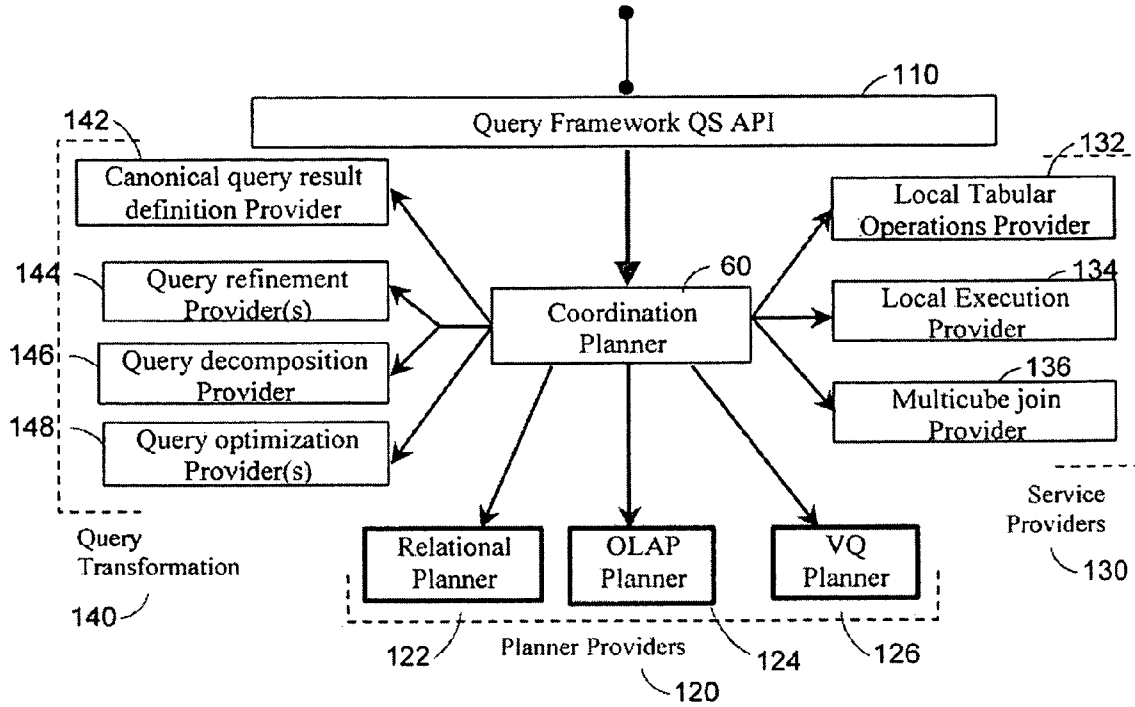 110
Query Framework QS API
142
Canonical query result
definition Provider
132
Local Tabular
Operations Provider
144
Query refinement
Provider(s)
60
Coordination
Planner
134
Local Execution
Provider
146
Query decomposition
Provider
136
Multicube join
Provider
148
Query optimization
Provider(s)
Query
Transformation
140
Relational
Planner
OLAP
Planner
VQ
Planner
Service
Providers
130
122
Planner Providers
124
126
120